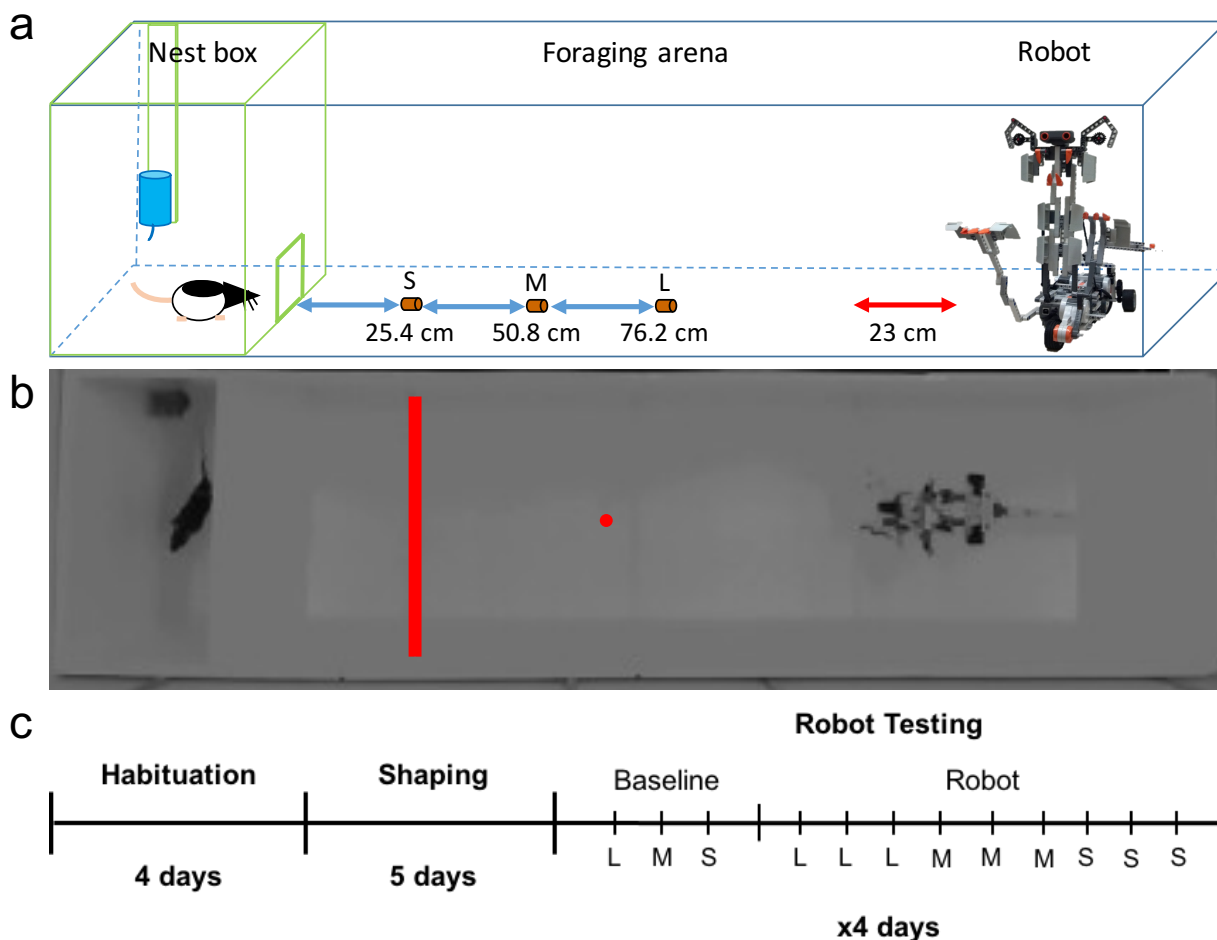 a
Nest box
Foraging arena
Robot
S
M
L
25.4 cm
50.8 cm
76.2 cm
23 cm
b
c
Robot Testing
Habituation
Shaping
Baseline
Robot
L M S L L L M M M S S S
4 days
5 days
x4 days